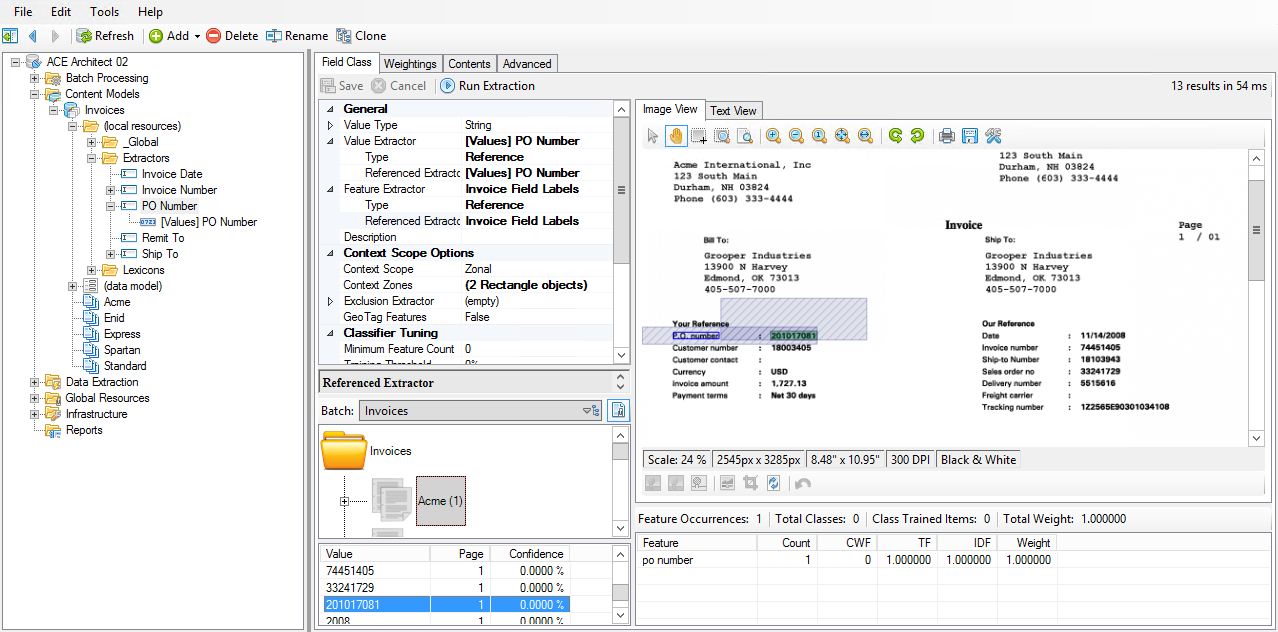 File Edit Tools Help
Refresh Add Delete Rename Clone
ACE Architect 02
Batch Processing
Content Models
Invoices
(local resources)
_Global
Extractors
Invoice Date
Invoice Number
PO Number
[Values] PO Number
Remit To
Ship To
Lexicons
(data model)
Acme
Enid
Express
Spartan
Standard
Data Extraction
Global Resources
Infrastructure
Reports
Field Class Weightings Contents Advanced
Save Cancel Run Extraction 13 results in 54 ms
General
Value Type String
Value Extractor [Values] PO Number
Type Reference
Referenced Extractc [Values] PO Number
Feature Extractor Invoice Field Labels
Type Reference
Referenced Extractc Invoice Field Labels
Description
Context Scope Options
Context Scope Zonal
Context Zones (2 Rectangle objects)
Exclusion Extractor (empty)
GeoTag Features False
Classifier Tuning
Minimum Feature Count 0
Training Threshold 0%
Referenced Extractor
Batch: Invoices
Invoices
Acme (1)
Value Page Confidence
74451405 1 0.0000 %
33241729 1 0.0000 %
201017081 1 0.0000 %
2008 1 0.0000 %
Image View Text View
Acme International, Inc
123 South Main
Durham, NH 03824
Phone (603) 333-4444
123 South Main
Durham, NH 03824
Phone (603) 333-4444
Invoice
Page
1 / 01
Bill To:
Grooper Industries
13900 N Harvey
Edmond, OK 73013
405-507-7000
Ship To:
Grooper Industries
13900 N Harvey
Edmond, OK 73013
405-507-7000
Your Reference
P.O. number : 201017081
Customer number : 18003405
Customer contact :
Currency : USD
Invoice amount : 1,727.13
Payment terms : Net 30 days
Our Reference
Date : 11/14/2008
Invoice number : 74451405
Ship-to Number : 18103943
Sales order no : 33241729
Delivery number : 5515616
Freight carrier :
Tracking number : 1Z2565E90301034108
Scale: 24 % 2545px x 3285px 8.48" x 10.95" 300 DPI Black & White
Feature Occurrences: 1 Total Classes: 0 Class Trained Items: 0 Total Weight: 1.000000
Feature Count CWF TF IDF Weight
po number 1 0 1.000000 1.000000 1.000000